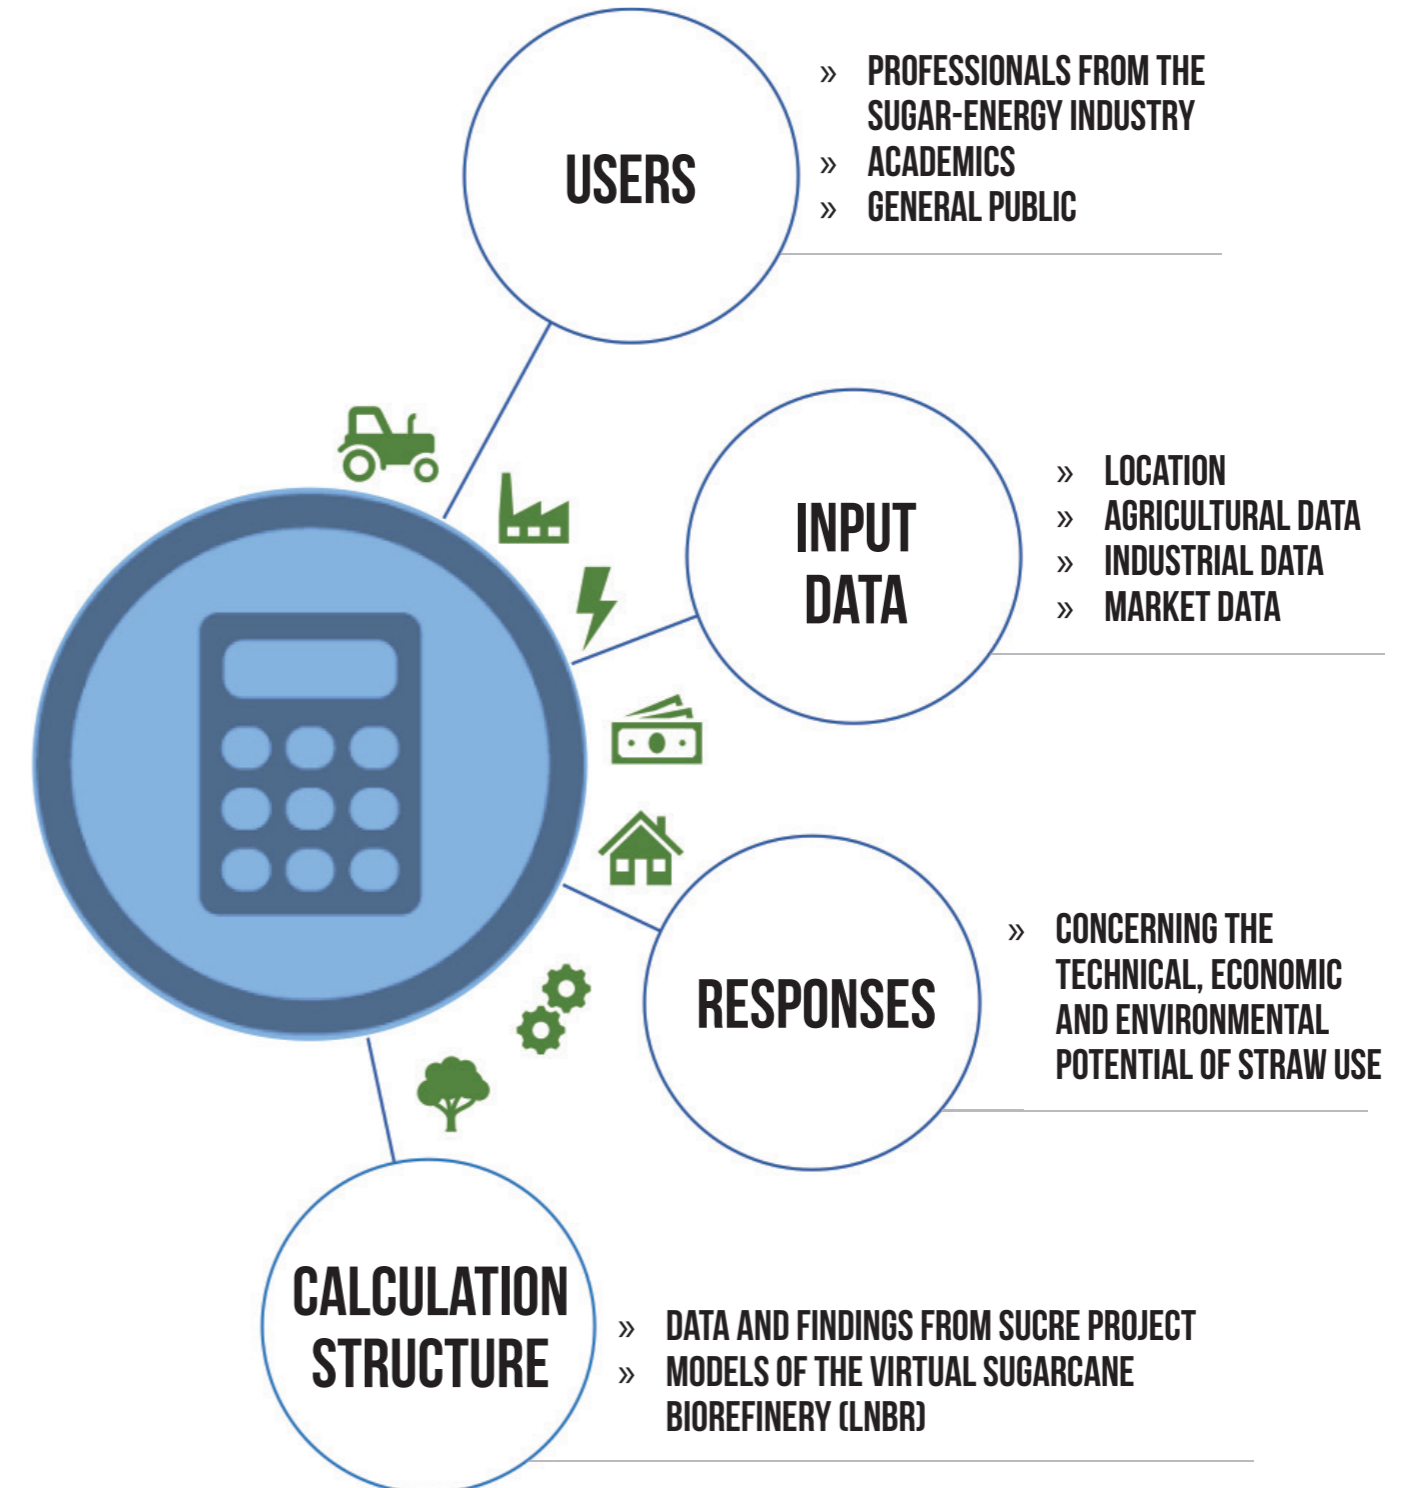 USERS
» PROFESSIONALS FROM THE
SUGAR-ENERGY INDUSTRY
» ACADEMICS
» GENERAL PUBLIC
INPUT
DATA
» LOCATION
» AGRICULTURAL DATA
» INDUSTRIAL DATA
» MARKET DATA
RESPONSES
» CONCERNING THE
TECHNICAL, ECONOMIC
AND ENVIRONMENTAL
POTENTIAL OF STRAW USE
CALCULATION
STRUCTURE
» DATA AND FINDINGS FROM SUCRE PROJECT
» MODELS OF THE VIRTUAL SUGARCANE
BIOREFINERY (LNBR)